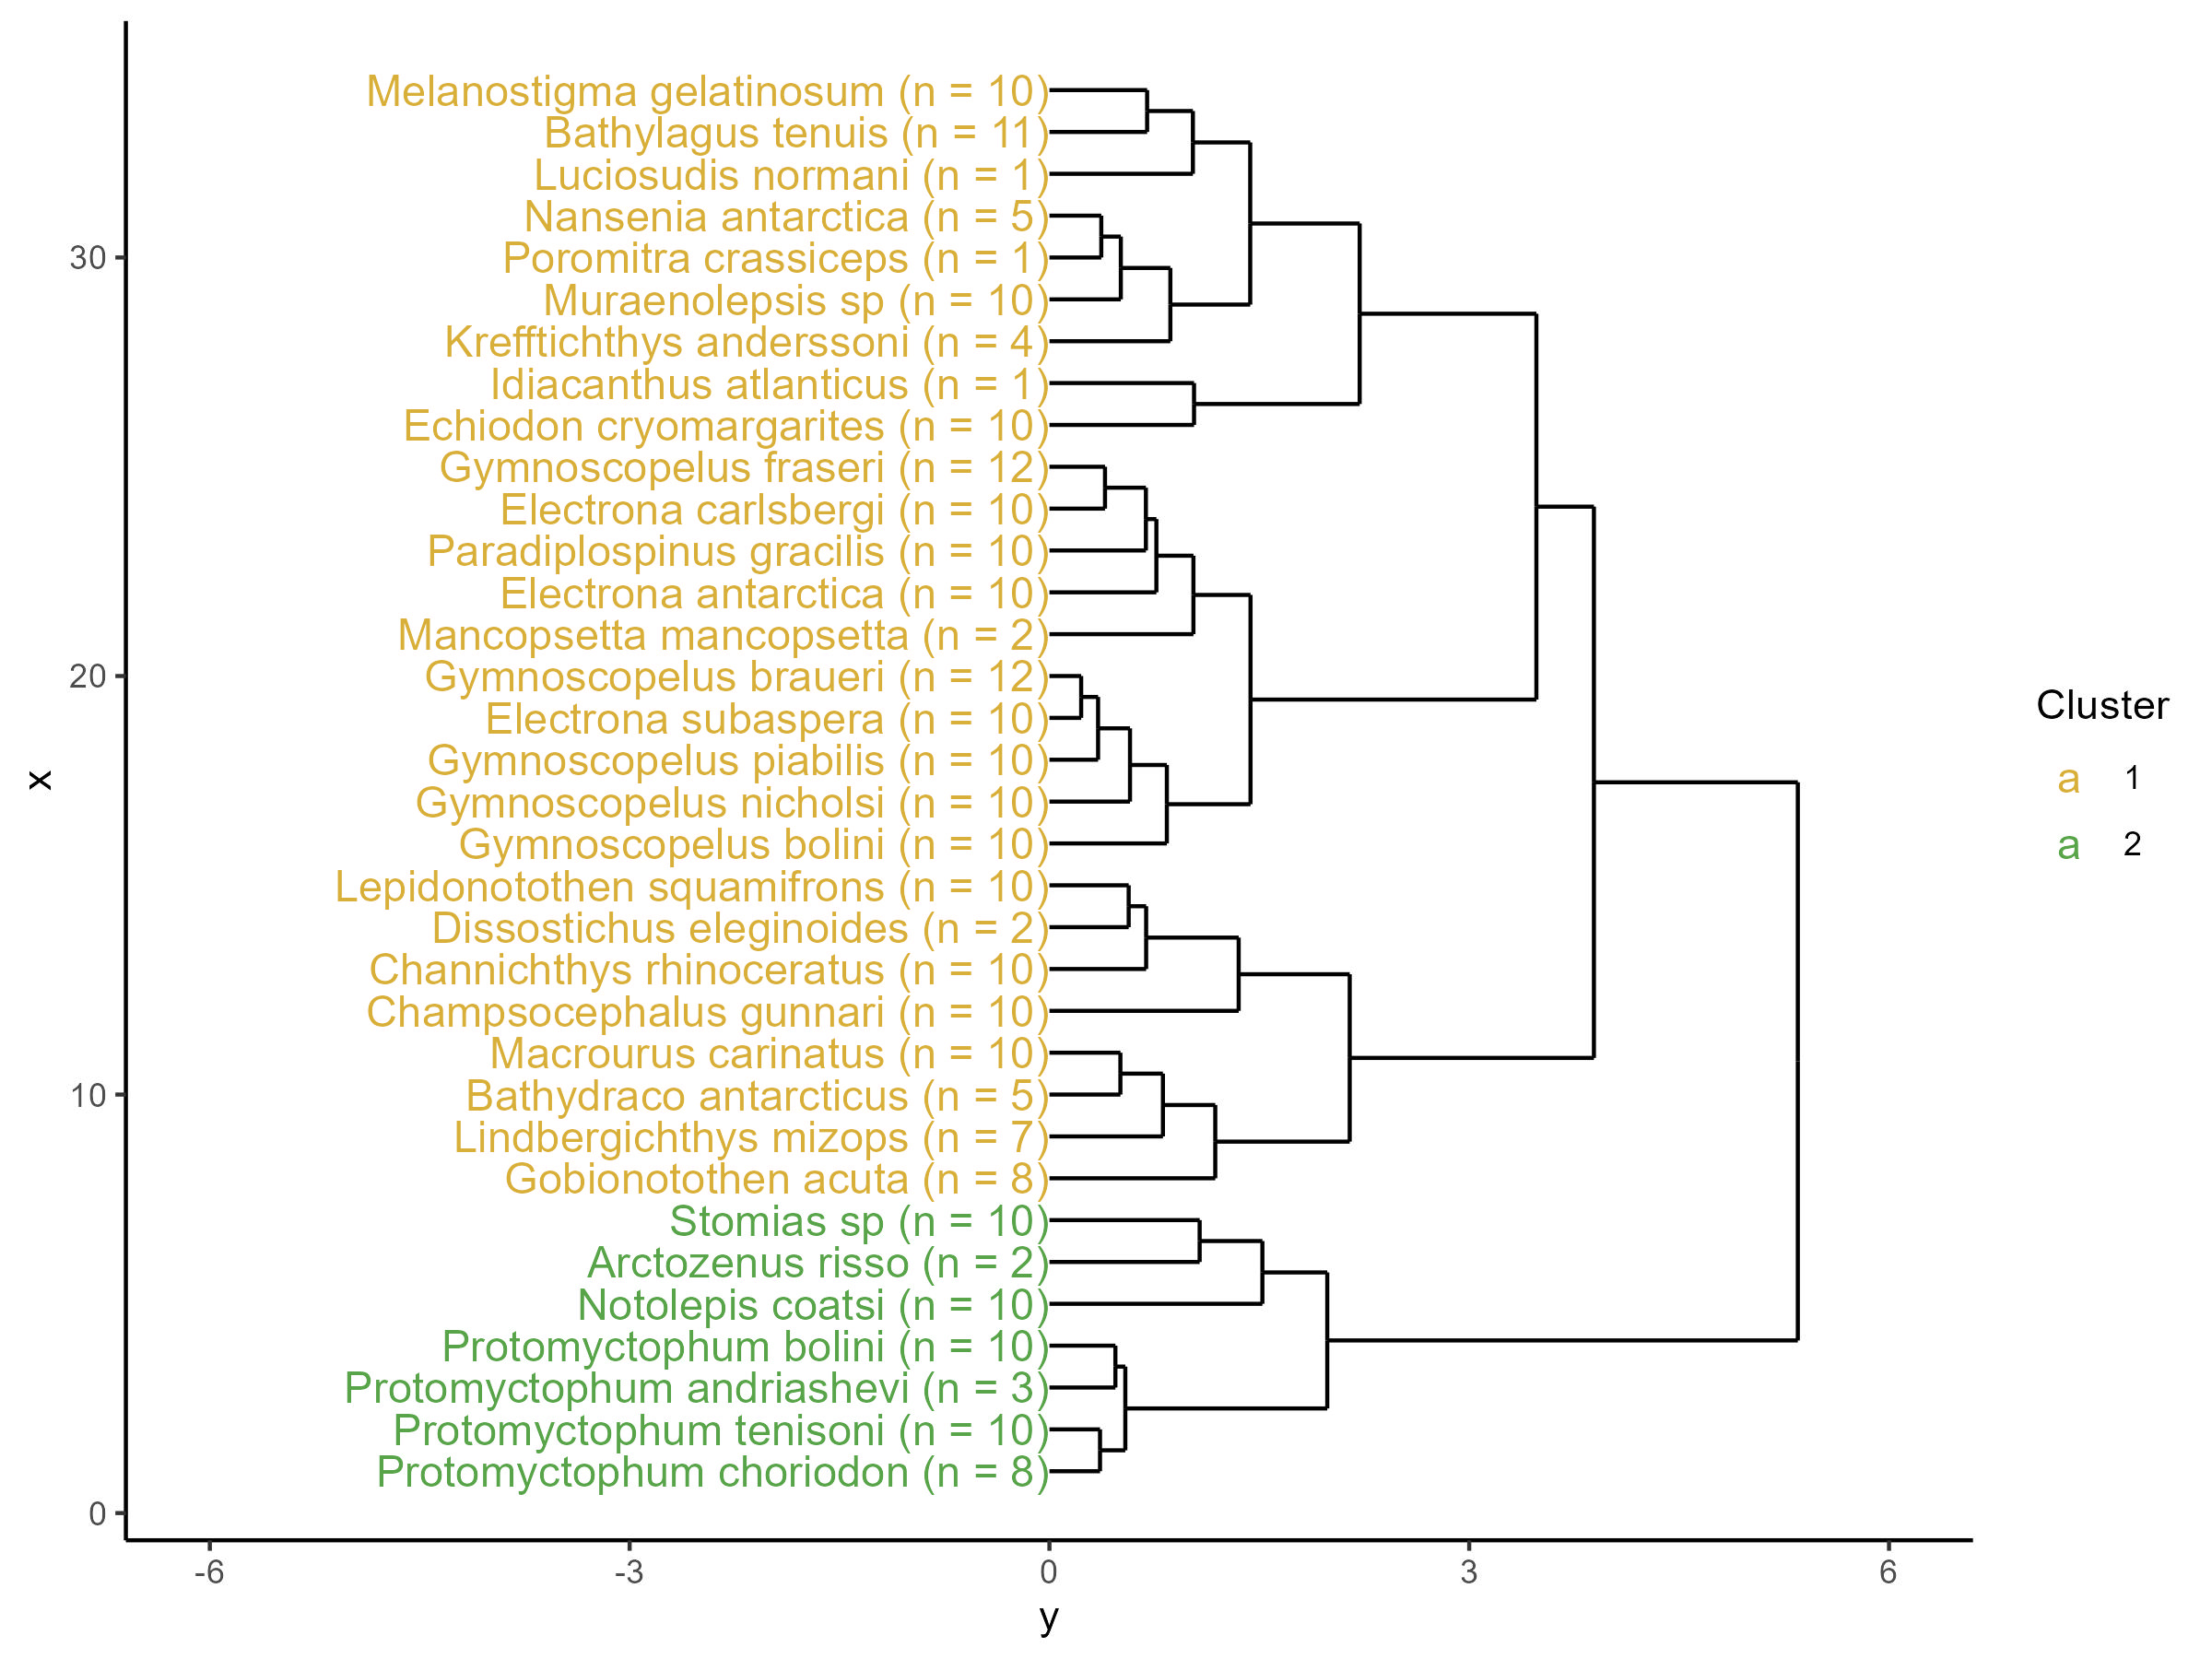 Melanostigma gelatinosum (n = 10)
Bathylagus tenuis (n = 11)
Luciosudis normani (n = 1)
Nansenia antarctica (n = 5)
30
Poromitra crassiceps (n = 1)
Muraenolepsis sp (n = 10)
Krefftichthys anderssoni (n = 4)
Idiacanthus atlanticus (n = 1)
Echiodon cryomargarites (n = 10)
Gymnoscopelus fraseri (n = 12)
Electrona carlsbergi (n = 10)
Paradiplospinus gracilis (n = 10)
Electrona antarctica (n = 10)
Mancopsetta mancopsetta (n = 2)
20
Gymnoscopelus braueri (n = 12)
Electrona subaspera (n = 10)
Gymnoscopelus piabilis (n = 10)
Gymnoscopelus nicholsi (n = 10)
Gymnoscopelus bolini (n = 10)
Lepidonotothen squamifrons (n = 10)
Dissostichus eleginoides (n = 2)
Channichthys rhinoceratus (n = 10)
Champsocephalus gunnari (n = 10)
Macrourus carinatus (n = 10)
10
Bathydraco antarcticus (n = 5)
Lindbergichthys mizops (n = 7)
Gobionotothen acuta (n = 8)
Stomias sp (n = 10)
Arctozenus risso (n = 2)
Notolepis coatsi (n = 10)
Protomyctophum bolini (n = 10)
Protomyctophum andriashevi (n = 3)
Protomyctophum tenisoni (n = 10)
Protomyctophum choriodon (n = 8)
0
x
-6 -3 0 3 6
y
Cluster
a 1
a 2